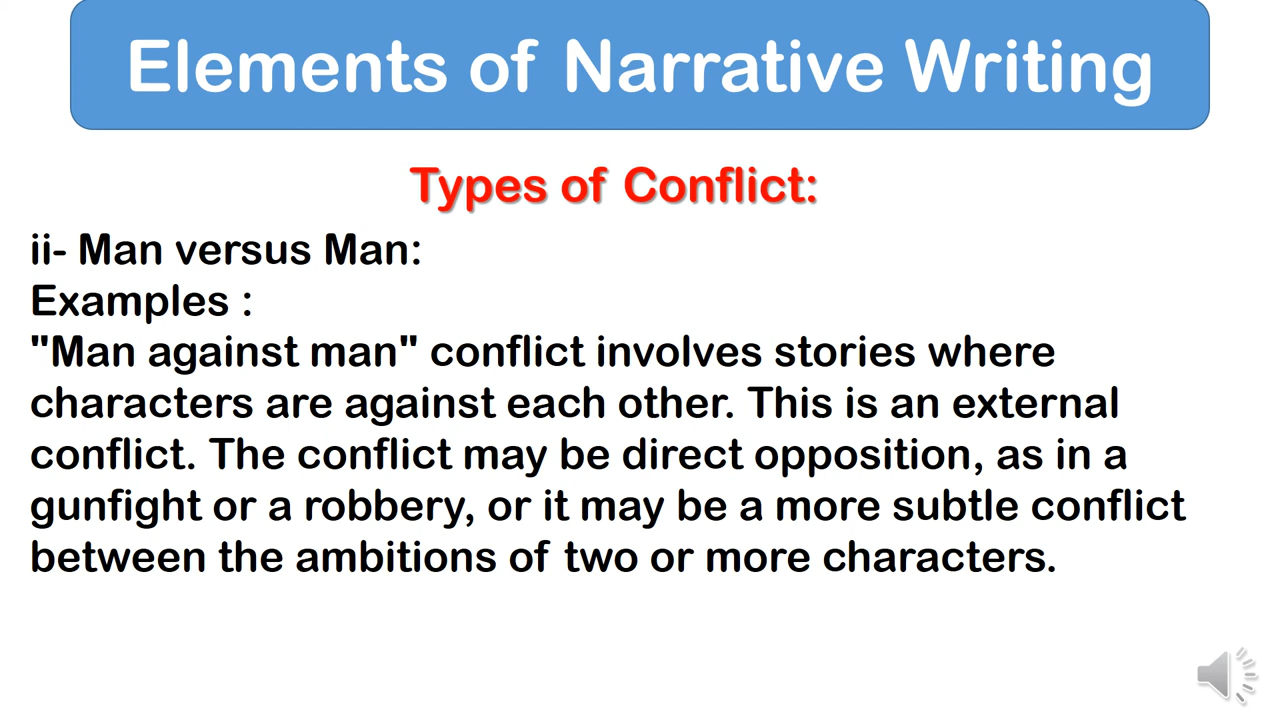 Elements of Narrative Writing
Types of Conflict:
ii- Man versus Man:
Examples :
"Man against man" conflict involves stories where
characters are against each other. This is an external
conflict. The conflict may be direct opposition, as in a
gunfight or a robbery, or it may be a more subtle conflict
between the ambitions of two or more characters.